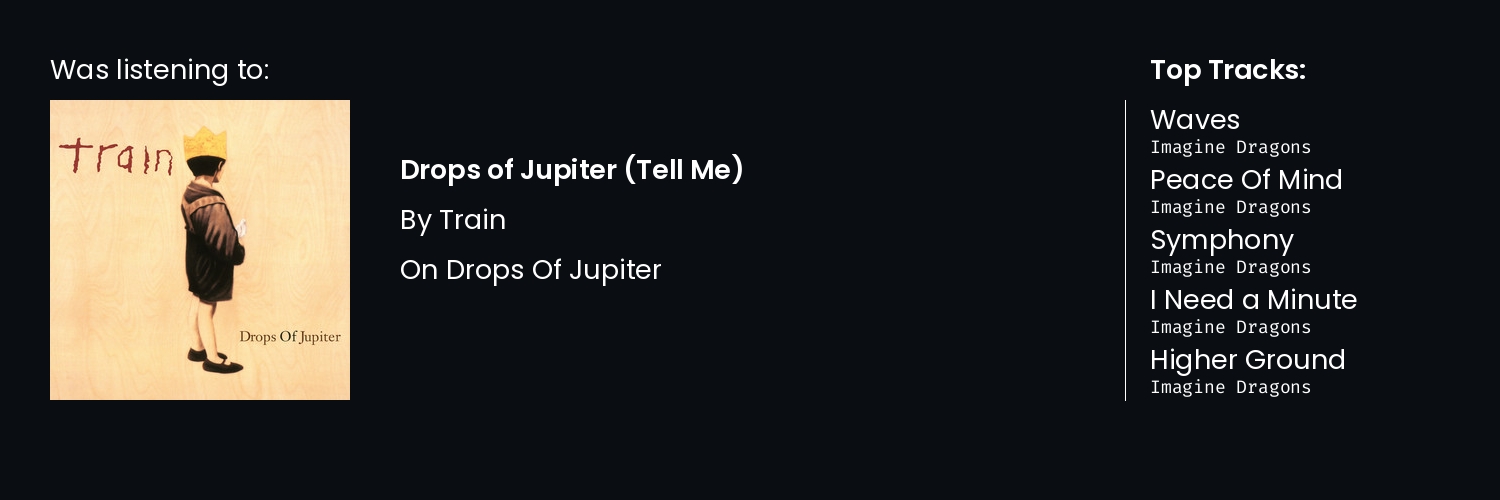 Was listening to:
Train
Drops Of Jupiter
Drops of Jupiter (Tell Me)
By Train
On Drops Of Jupiter
Top Tracks:
Waves
Imagine Dragons
Peace Of Mind
Imagine Dragons
Symphony
Imagine Dragons
I Need a Minute
Imagine Dragons
Higher Ground
Imagine Dragons